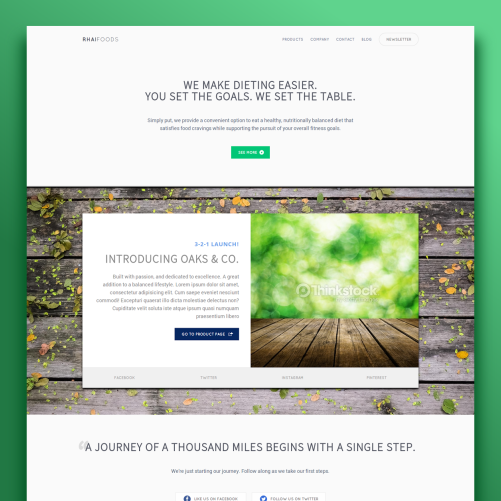 RHAIFOODS
PRODUCTS COMPANY CONTACT BLOG NEWSLETTER
WE MAKE DIETING EASIER.
YOU SET THE GOALS. WE SET THE TABLE.
Simply put, we provide a convenient option to eat a healthy, nutritionally balanced diet that
satisfies food cravings while supporting the pursuit of your overall fitness goals.
SEE MORE
3-2-1 LAUNCH!
INTRODUCING OAKS & CO.
Built with passion, and dedicated to excellence. A great
addition to a balanced lifestyle. Lorem ipsum dolor sit amet,
consectetur adipisicing elit. Cum saepe eveniet nesciunt
commodi! Excepturi quaerat illo dicta molestiae delectus non?
Cupiditate velit soluta iste atque ipsum quasi numquam
praesentium libero
GO TO PRODUCT PAGE
Thinkstock
FACEBOOK TWITTER INSTAGRAM PINTEREST
“A JOURNEY OF A THOUSAND MILES BEGINS WITH A SINGLE STEP.
We're just starting our journey. Follow along as we take our first steps.
LIKE US ON FACEBOOK FOLLOW US ON TWITTER